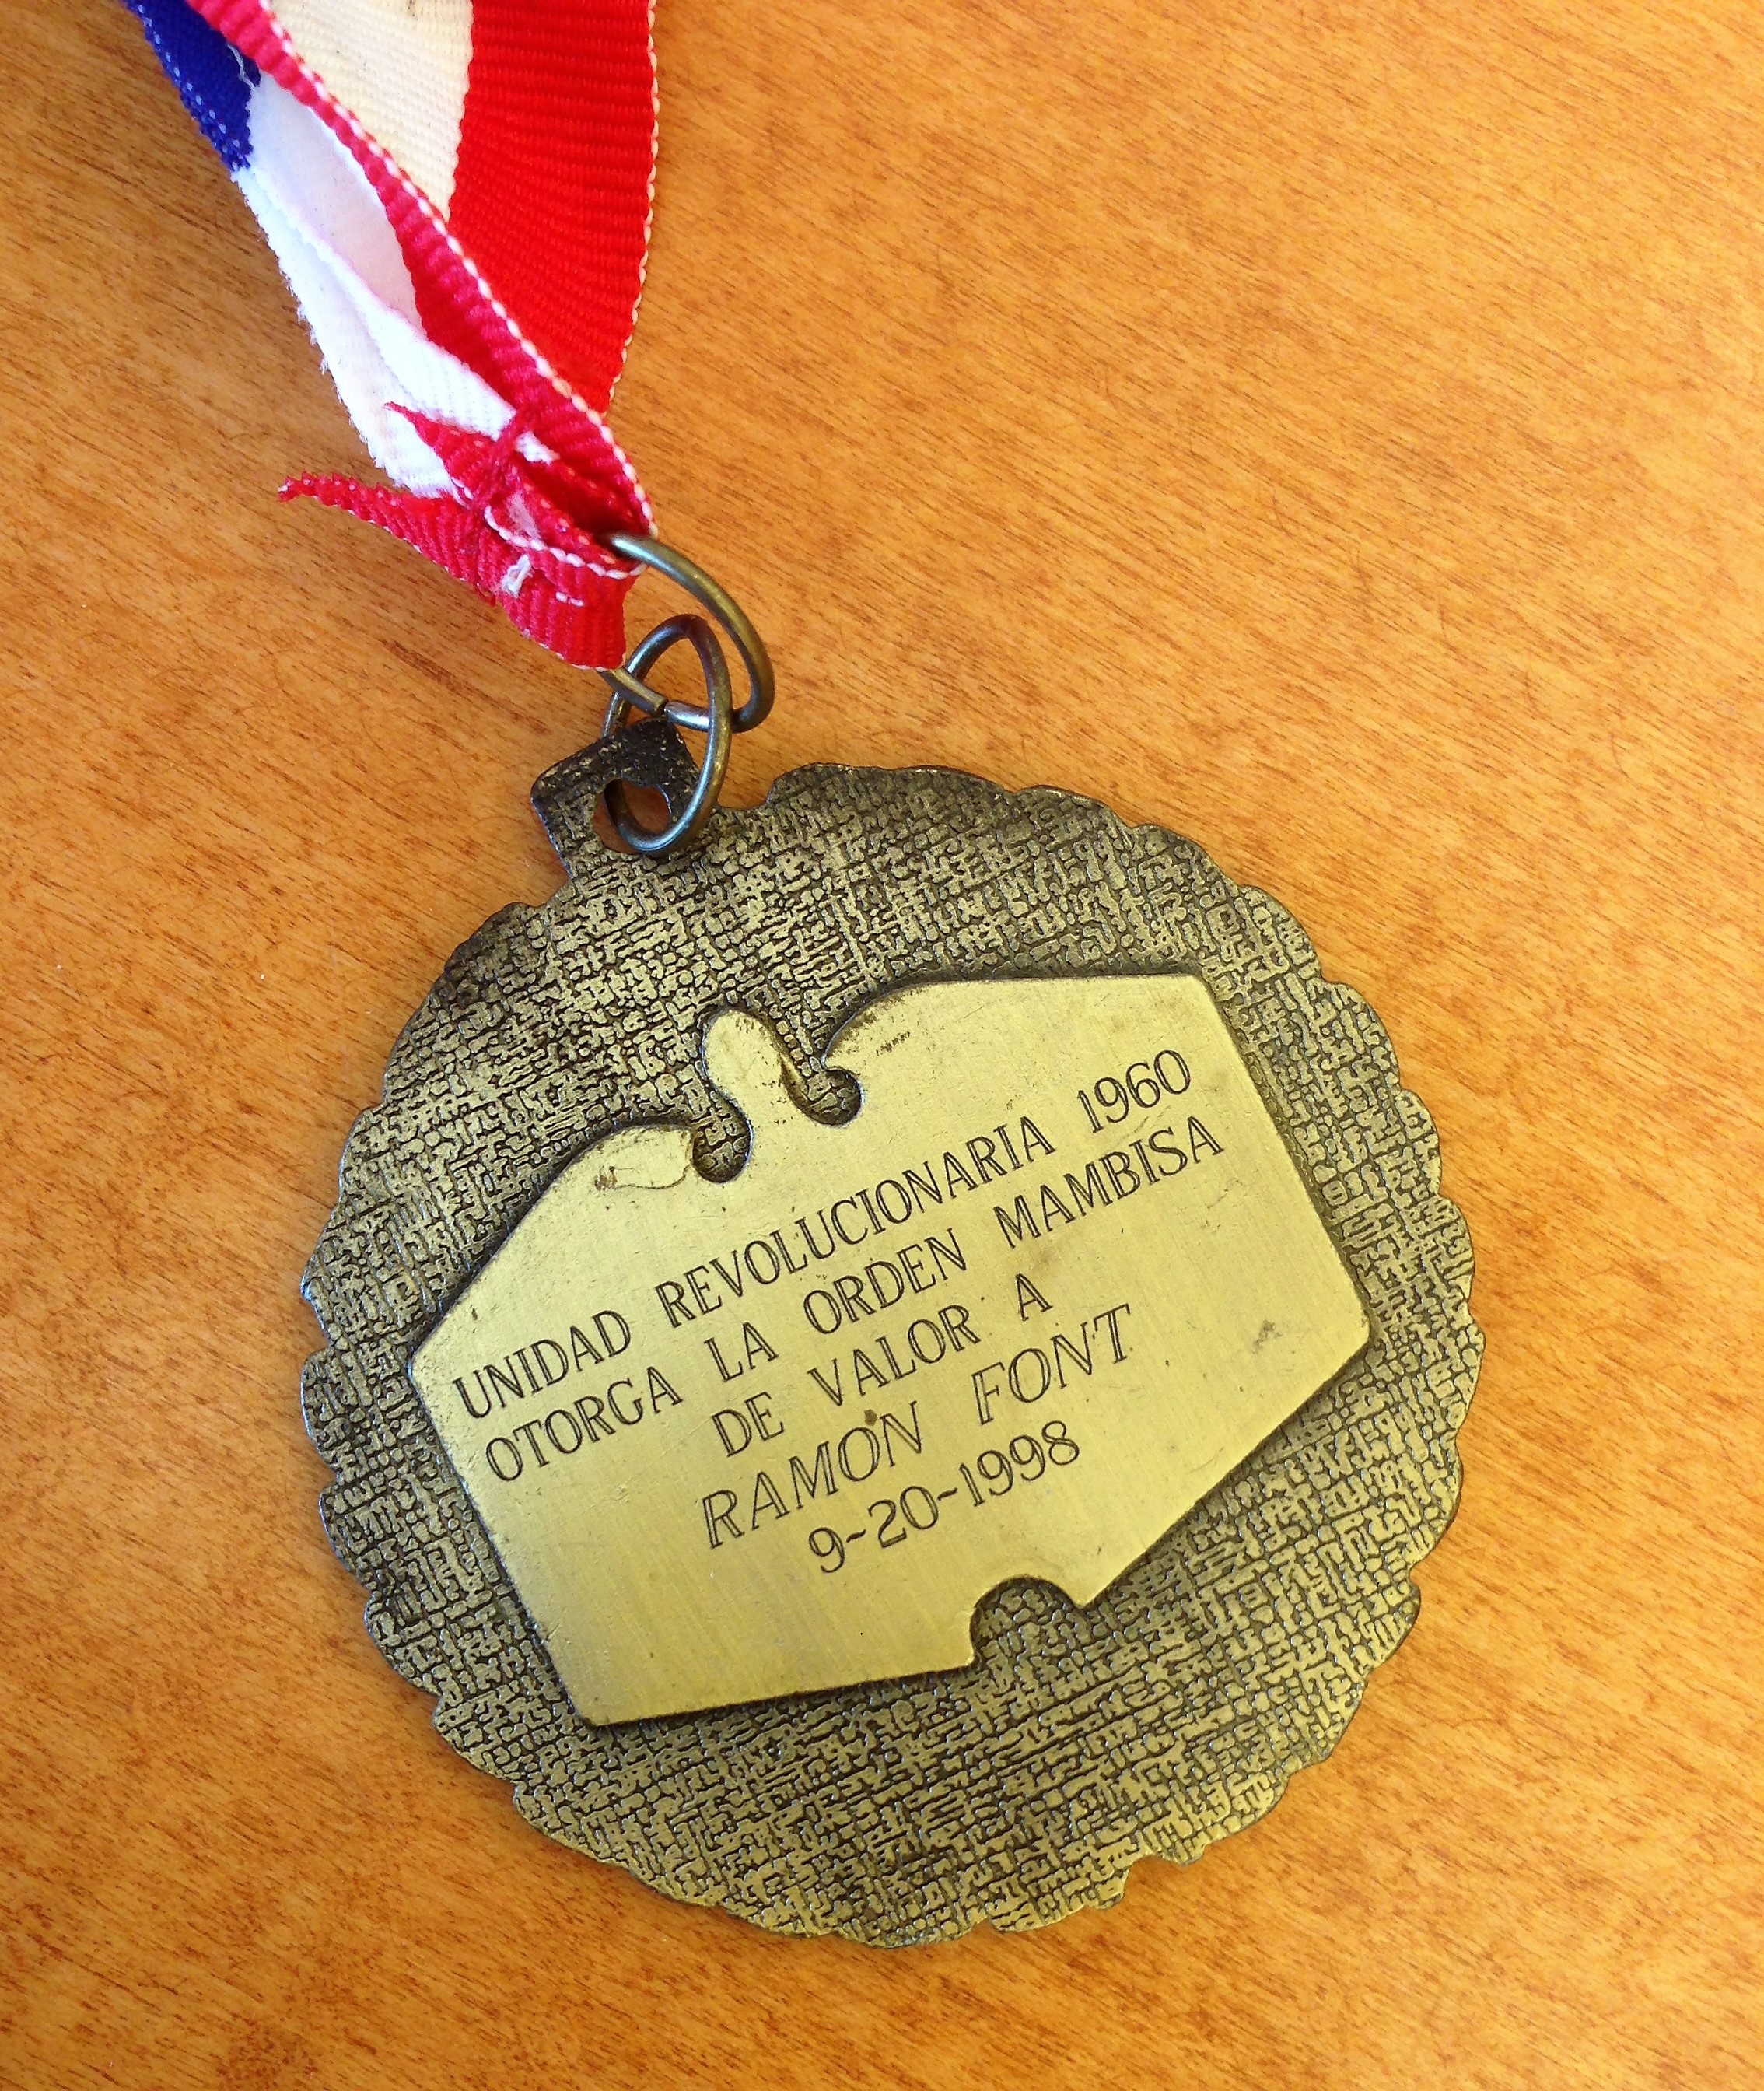 UNIDAD REVOLUCIONARIA 1960
OTORGA LA ORDEN MAMBISA
DE VALOR A
RAMON FONT
9-20-1998